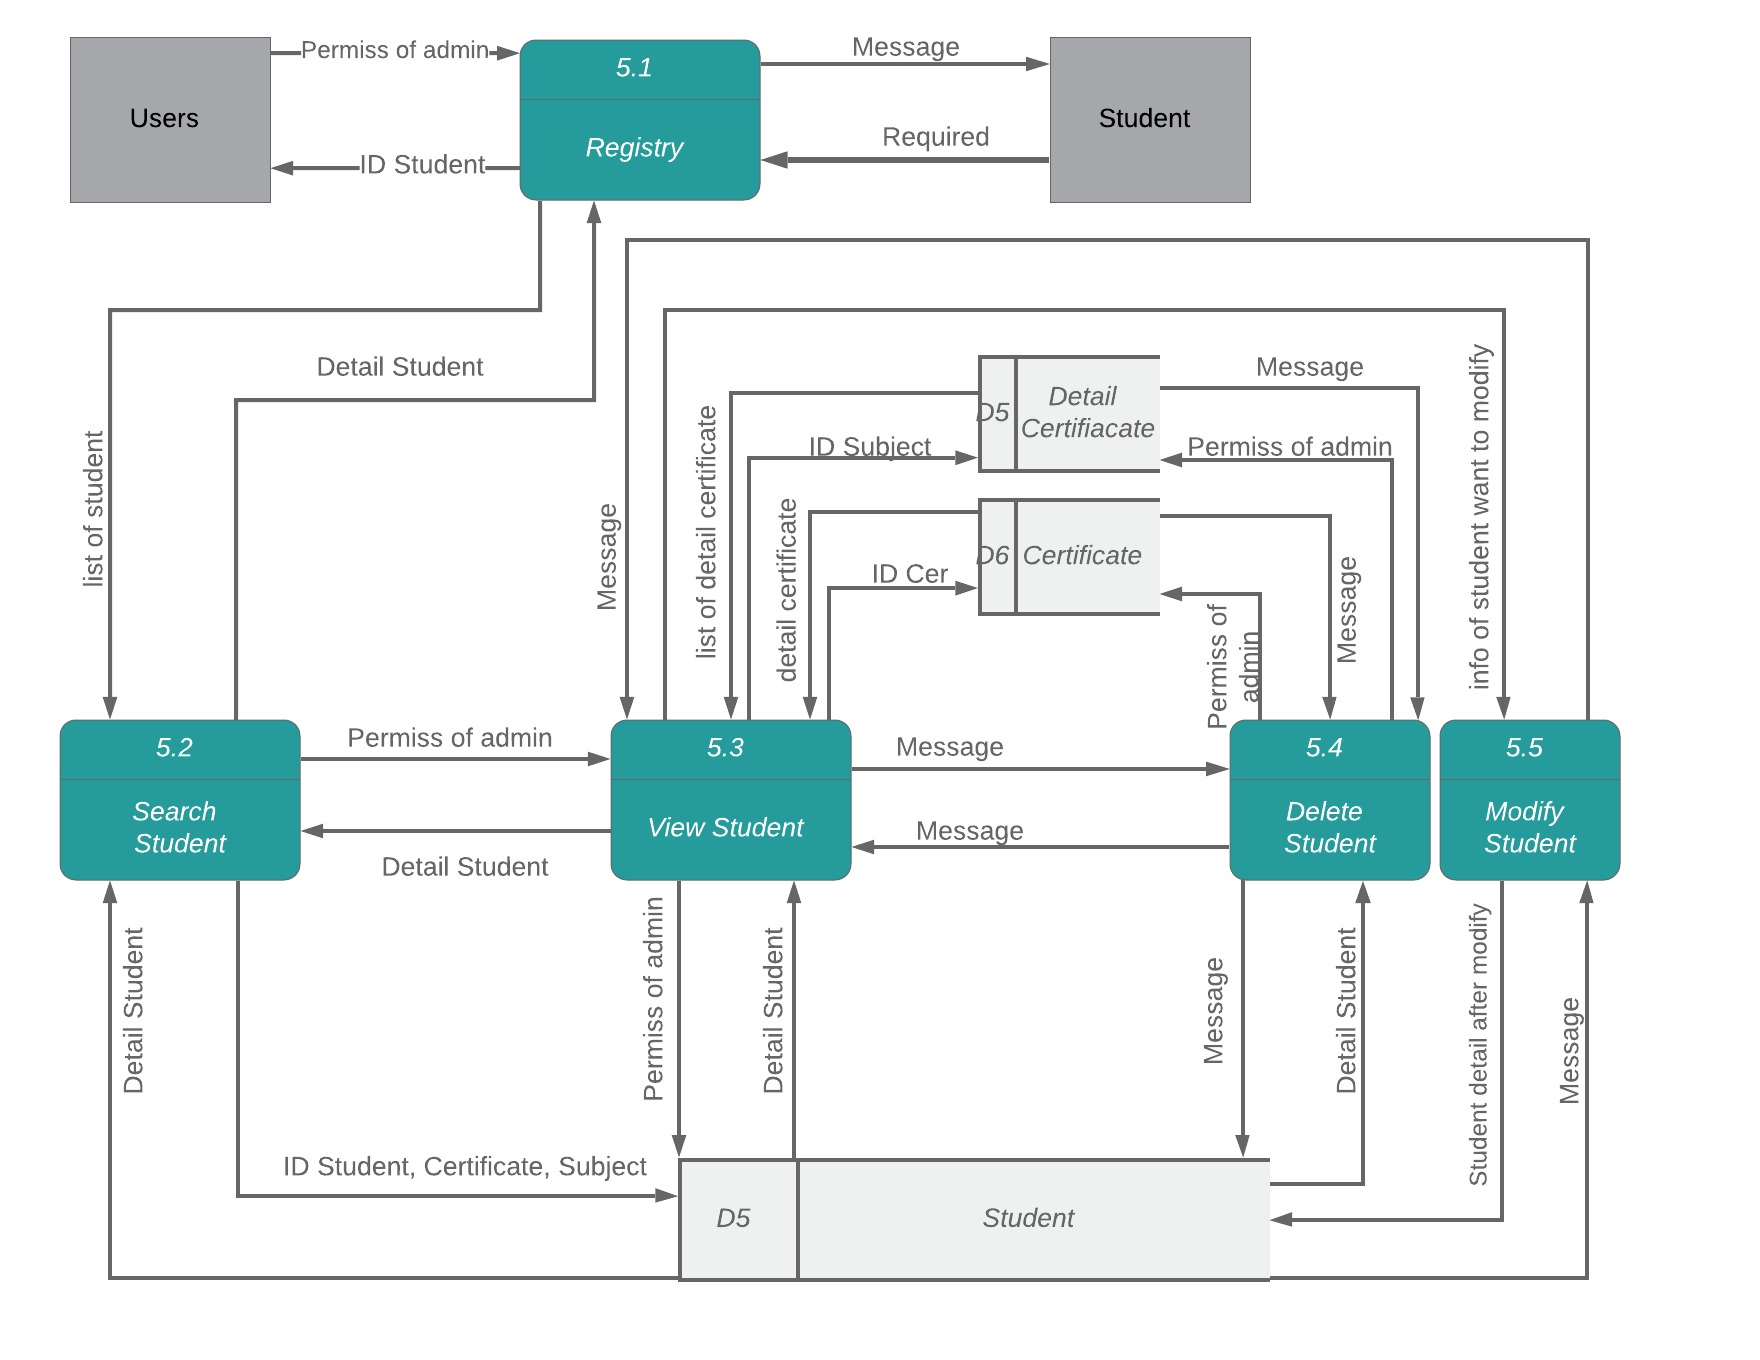 Permiss of admin
5.1
Message
Users
Student
Registry
Required
ID Student
Detail Student
Message
D5
Detail
Certifiacate
ID Subject
Permiss of admin
list of student
Message
list of detail certificate
detail certificate
D6
Certificate
ID Cer
Permiss of
admin
Message
info of student want to modify
5.2
Permiss of admin
5.3
Message
5.4
5.5
Search
Student
View Student
Message
Delete
Student
Modify
Student
Detail Student
Detail Student
Permiss of admin
Detail Student
Message
Detail Student
Student detail after modify
Message
ID Student, Certificate, Subject
D5
Student